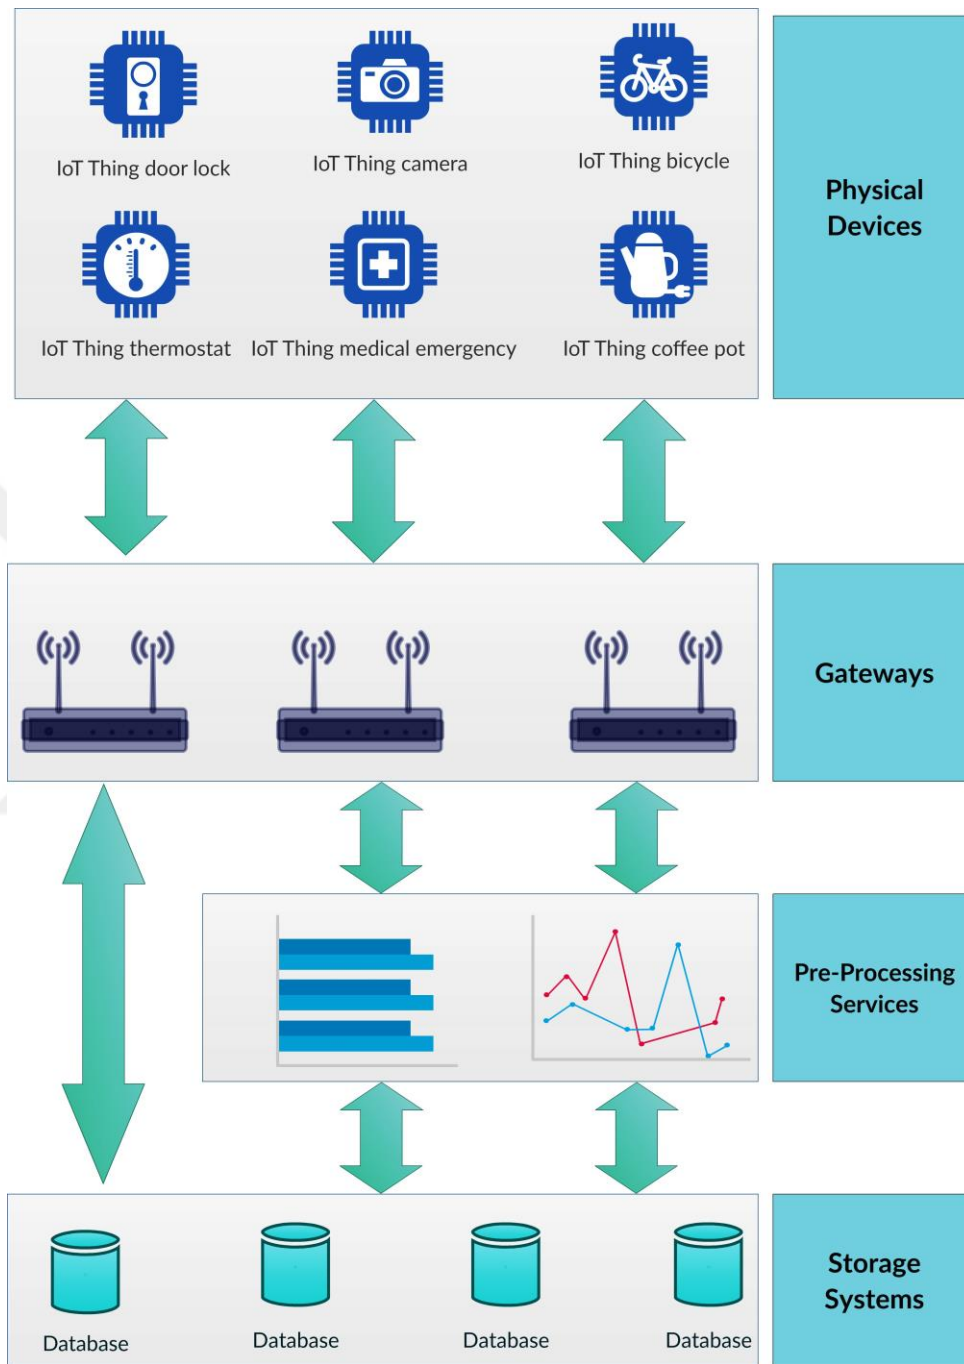 IoT Thing door lock
IoT Thing camera
IoT Thing bicycle
Physical
Devices
IoT Thing thermostat
IoT Thing medical emergency
IoT Thing coffee pot
Gateways
Pre-Processing
Services
Storage
Systems
Database
Database
Database
Database